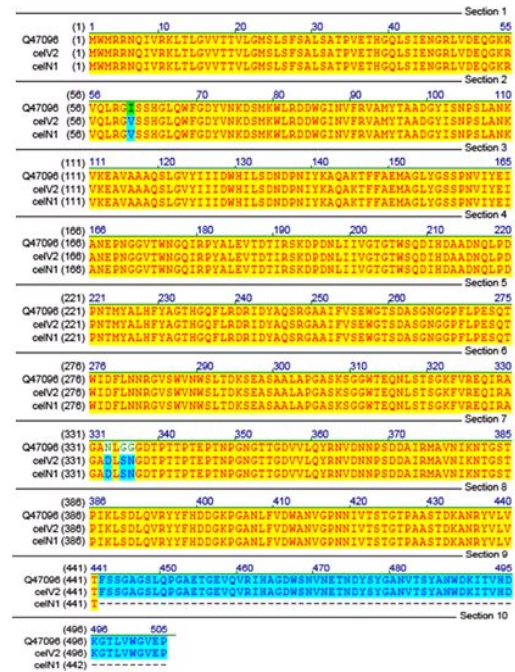 Section 1
(1) 1 10 20 30 40 55
Q47096 (1) MWMRRNQIVRKLTLGVVTTVLGMSLSFSALSATPVETHGQLSIENGRLVDEQGKR
celV2 (1) MWMRRNQIVRKLTLGVVTTVLGMSLSFSALSATPVETHGQLSIENGRLVDEQGKR
celN1 (1) MWMRRNQIVRKLTLGVVTTVLGMSLSFSALSATPVETHGQLSIENGRLVDEQGKR
Section 2
(56) 56 70 80 90 100 110
Q47096 (56) VQLRGISSHGLQWFGDYVNKDSMKWLRDDWGINVFRVAMYTAADGYISNPSLANK
celV2 (56) VQLRGVSSHGLQWFGDYVNKDSMKWLRDDWGINVFRVAMYTAADGYISNPSLANK
celN1 (56) VQLRGVSSHGLQWFGDYVNKDSMKWLRDDWGINVFRVAMYTAADGYISNPSLANK
Section 3
(111) 111 120 130 140 150 165
Q47096 (111) VKEAVAAAQSLGVYIIIDWHILSDNDPNIYKAQAKTFFAEMAGLYGSSPNVIYEI
celV2 (111) VKEAVAAAQSLGVYIIIDWHILSDNDPNIYKAQAKTFFAEMAGLYGSSPNVIYEI
celN1 (111) VKEAVAAAQSLGVYIIIDWHILSDNDPNIYKAQAKTFFAEMAGLYGSSPNVIYEI
Section 4
(166) 166 180 190 200 210 220
Q47096 (166) ANEPNGGVTWNGQIRPYALEVTDTIRSKDPDNLIIVGTGTWSQDIHDAADNQLPD
celV2 (166) ANEPNGGVTWNGQIRPYALEVTDTIRSKDPDNLIIVGTGTWSQDIHDAADNQLPD
celN1 (166) ANEPNGGVTWNGQIRPYALEVTDTIRSKDPDNLIIVGTGTWSQDIHDAADNQLPD
Section 5
(221) 221 230 240 250 260 275
Q47096 (221) PNTMYALHFYAGTHGQFLRDRIDYAQSRGAAIFVSEWGTSDASGNGGPFLPESQT
celV2 (221) PNTMYALHFYAGTHGQFLRDRIDYAQSRGAAIFVSEWGTSDASGNGGPFLPESQT
celN1 (221) PNTMYALHFYAGTHGQFLRDRIDYAQSRGAAIFVSEWGTSDASGNGGPFLPESQT
Section 6
(276) 276 290 300 310 320 330
Q47096 (276) WIDFLNNRGVSWVNWSLTDKSEASAALAPGASKSGGWTEQNLSTSGKFVREQIRA
celV2 (276) WIDFLNNRGVSWVNWSLTDKSEASAALAPGASKSGGWTEQNLSTSGKFVREQIRA
celN1 (276) WIDFLNNRGVSWVNWSLTDKSEASAALAPGASKSGGWTEQNLSTSGKFVREQIRA
Section 7
(331) 331 340 350 360 370 385
Q47096 (331) GANLGGGDTPTTPTEPTNPGNGTTGDVVLQYRNVDNNPSDDAIRMAVNIKNTGST
celV2 (331) GADLSNGDTPTTPTEPTNPGNGTTGDVVLQYRNVDNNPSDDAIRMAVNIKNTGST
celN1 (331) GADLSNGDTPTTPTEPTNPGNGTTGDVVLQYRNVDNNPSDDAIRMAVNIKNTGST
Section 8
(386) 386 400 410 420 430 440
Q47096 (386) PIKLSDLQVRYYFHDDGKPGANLFVDWANVGPNNIVTSTGTPAASTDKANRYVLV
celV2 (386) PIKLSDLQVRYYFHDDGKPGANLFVDWANVGPNNIVTSTGTPAASTDKANRYVLV
celN1 (386) PIKLSDLQVRYYFHDDGKPGANLFVDWANVGPNNIVTSTGTPAASTDKANRYVLV
Section 9
(441) 441 450 460 470 480 495
Q47096 (441) TFSSGAGSLQPGAETGEVQVRIHAGDWSNVNETNDYSYGANVTSYANWDKITVHD
celV2 (441) TFSSGAGSLQPGAETGEVQVRIHAGDWSNVNETNDYSYGANVTSYANWDKITVHD
celN1 (441) T------------------------------------------------------
Section 10
(496) 496 505
Q47096 (496) KGTLVWGVEP
celV2 (496) KGTLVWGVEP
celN1 (442) ----------